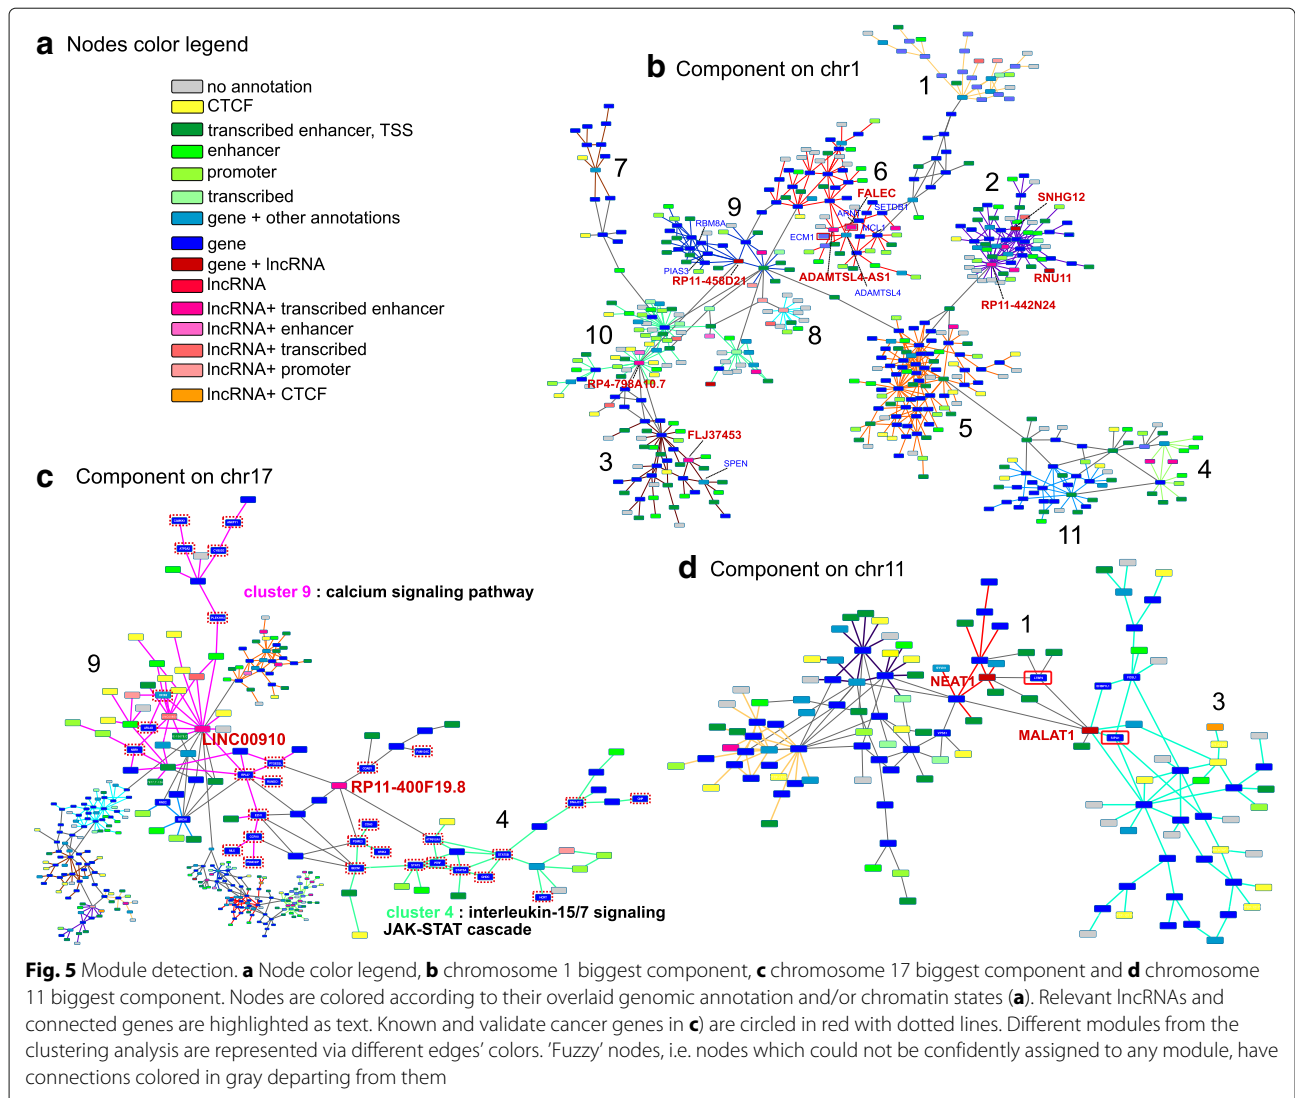 a Nodes color legend
no annotation
CTCF
transcribed enhancer, TSS
enhancer
promoter
transcribed
gene + other annotations
gene
gene + lncRNA
lncRNA
lncRNA+ transcribed enhancer
lncRNA+ enhancer
lncRNA+ transcribed
lncRNA+ promoter
lncRNA+ CTCF
b Component on chr1
1
7
6
FALEC
2
SNHG12
9
RBM8A
ARNT
SETDB1
MCL1
ECM1
PIAS3
RP11-458D21
ADAMTSL4-AS1
ADAMTSL4
RNU11
RP11-442N24
10
8
RP4-798A10.7
5
FLJ37453
3
SPEN
4
11
c Component on chr17
cluster 9 : calcium signaling pathway
9
LINC00910
RP11-400F19.8
4
cluster 4 : interleukin-15/7 signaling
JAK-STAT cascade
d Component on chr11
1
NEAT1
MALAT1
3
Fig. 5 Module detection. a Node color legend, b chromosome 1 biggest component, c chromosome 17 biggest component and d chromosome
11 biggest component. Nodes are colored according to their overlaid genomic annotation and/or chromatin states (a). Relevant lncRNAs and
connected genes are highlighted as text. Known and validate cancer genes in c) are circled in red with dotted lines. Different modules from the
clustering analysis are represented via different edges' colors. 'Fuzzy' nodes, i.e. nodes which could not be confidently assigned to any module, have
connections colored in gray departing from them